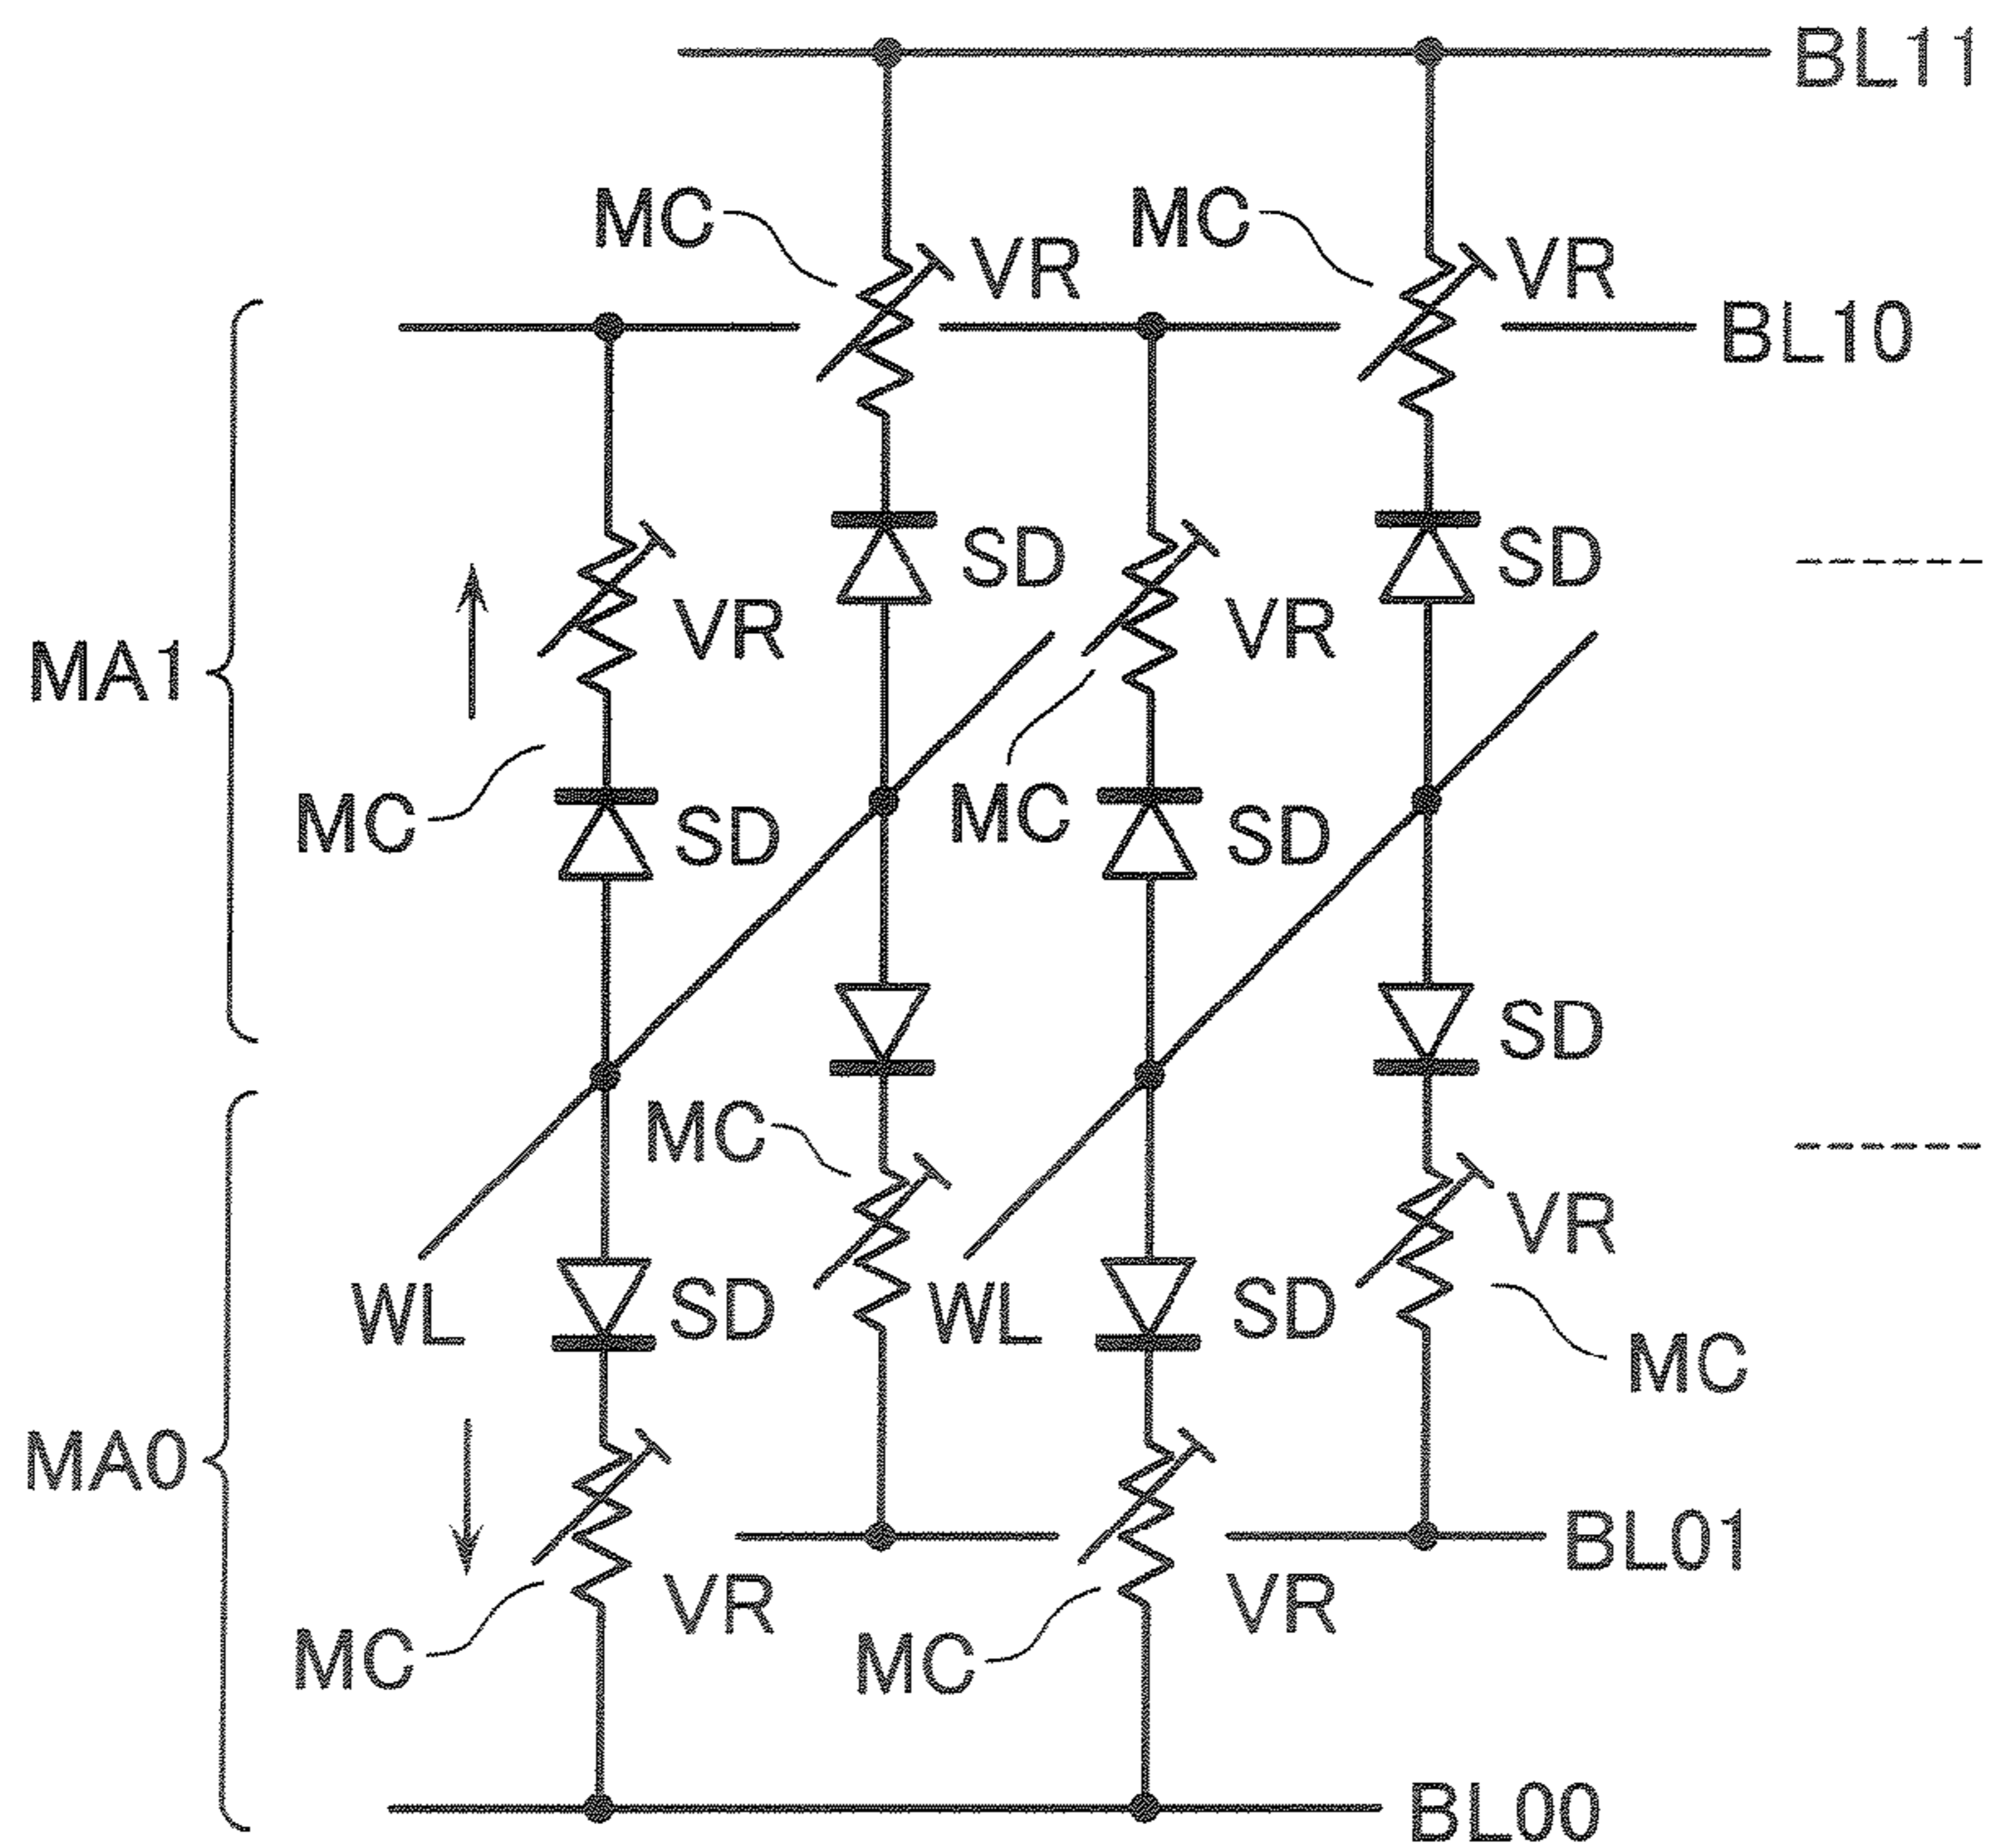 BL11
MC VR MC VR
BL10
SD SD
MA1 VR VR
MC SD MC SD
SD
MC
VR
WL SD WL SD
MC
MA0
BL01
MC VR MC VR
BL00